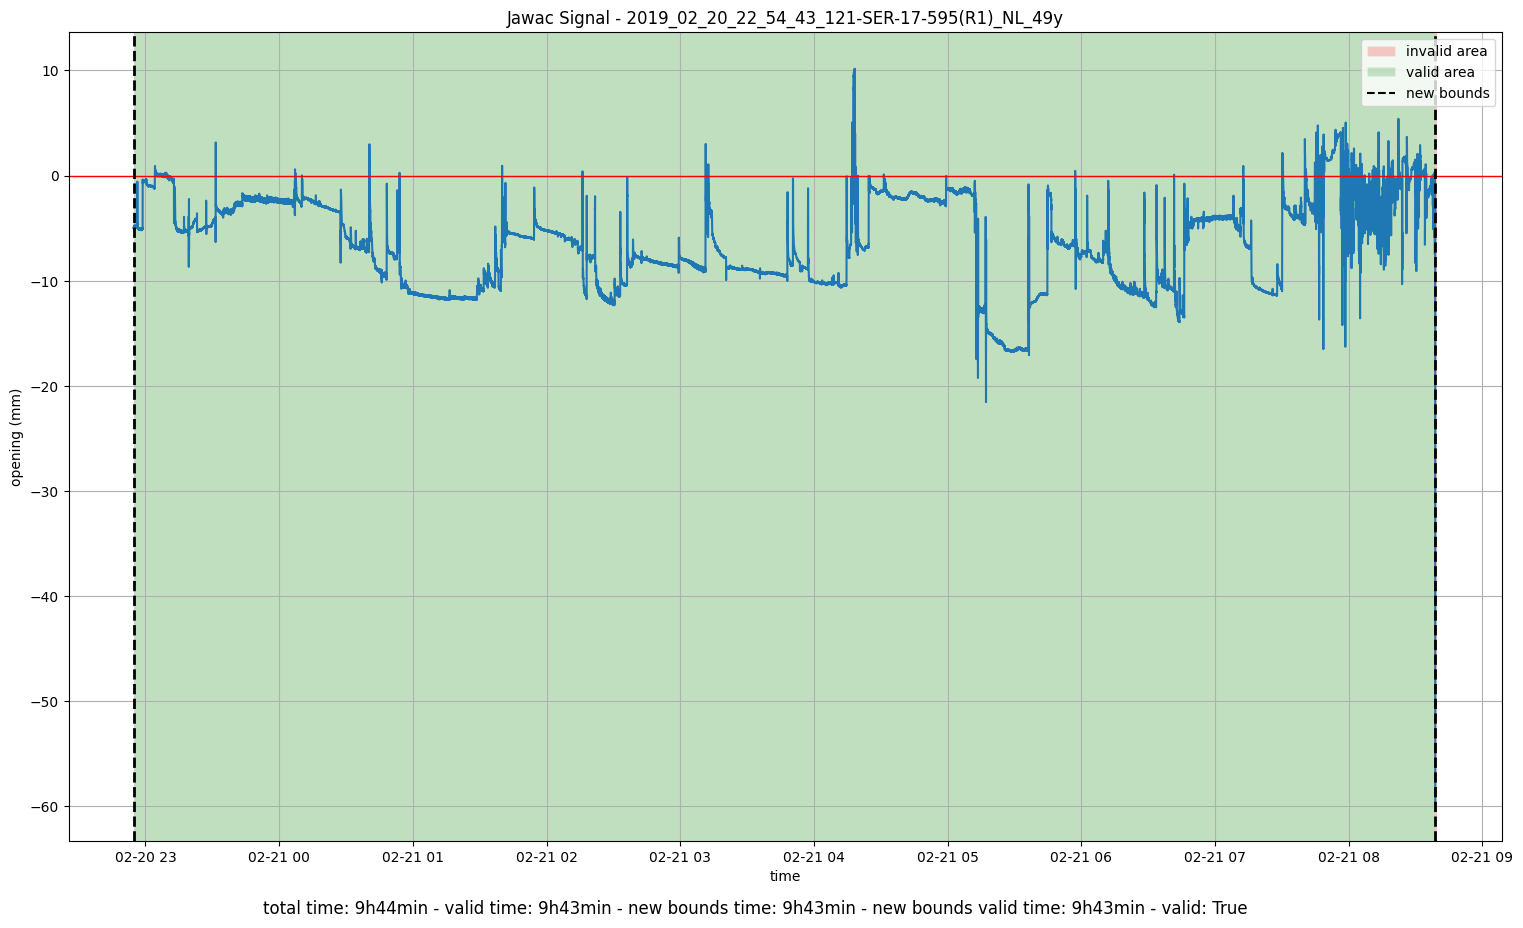 Jawac Signal - 2019_02_20_22_54_43_121-SER-17-595(R1)_NL_49y
invalid area
valid area
new bounds
10
0
−10
−20
−30
−40
−50
−60
opening (mm)
02-20 23
02-21 00
02-21 01
02-21 02
02-21 03
02-21 04
02-21 05
02-21 06
02-21 07
02-21 08
02-21 09
time
total time: 9h44min - valid time: 9h43min - new bounds time: 9h43min - new bounds valid time: 9h43min - valid: True